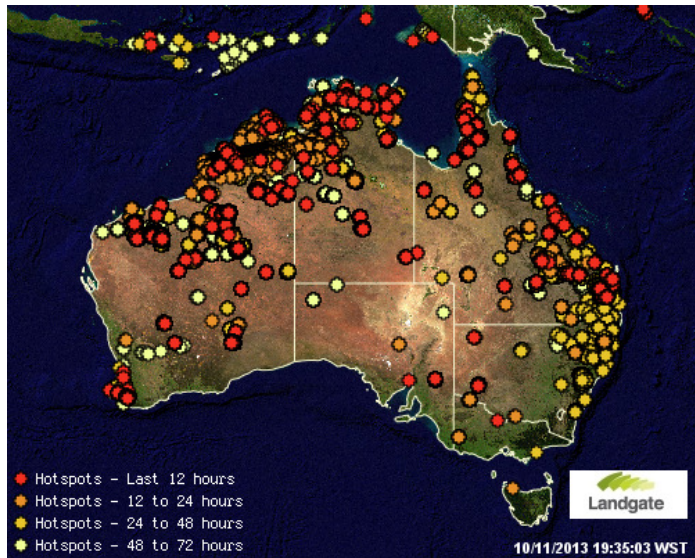 Hotspots - Last 12 hours
Hotspots - 12 to 24 hours
Hotspots - 24 to 48 hours
Hotspots - 48 to 72 hours
Landgate
10/11/2013 19:35:03 WST